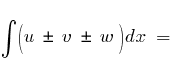 ∫(u ± v ± w)dx =